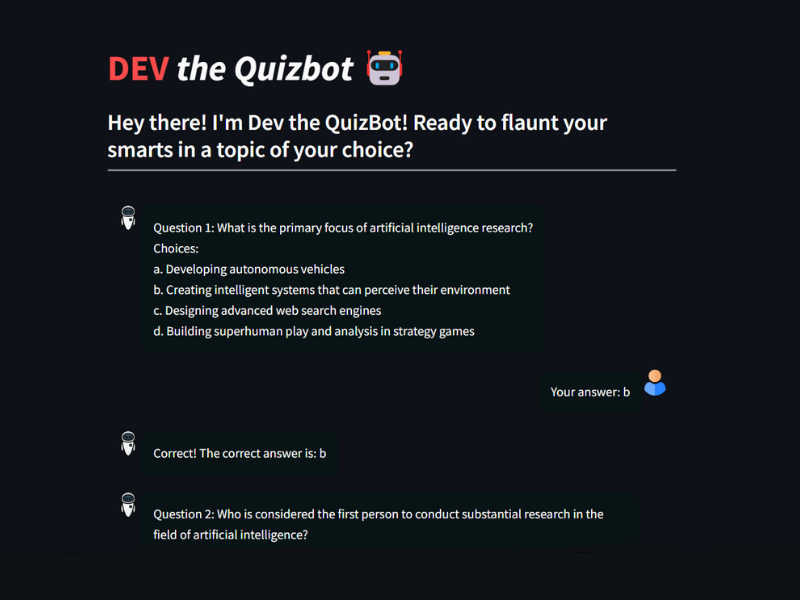 DEV the Quizbot
Hey there! I'm Dev the QuizBot! Ready to flaunt your
smarts in a topic of your choice?
Question 1: What is the primary focus of artificial intelligence research?
Choices:
a. Developing autonomous vehicles
b. Creating intelligent systems that can perceive their environment
c. Designing advanced web search engines
d. Building superhuman play and analysis in strategy games
Your answer: b
Correct! The correct answer is: b
Question 2: Who is considered the first person to conduct substantial research in the
field of artificial intelligence?